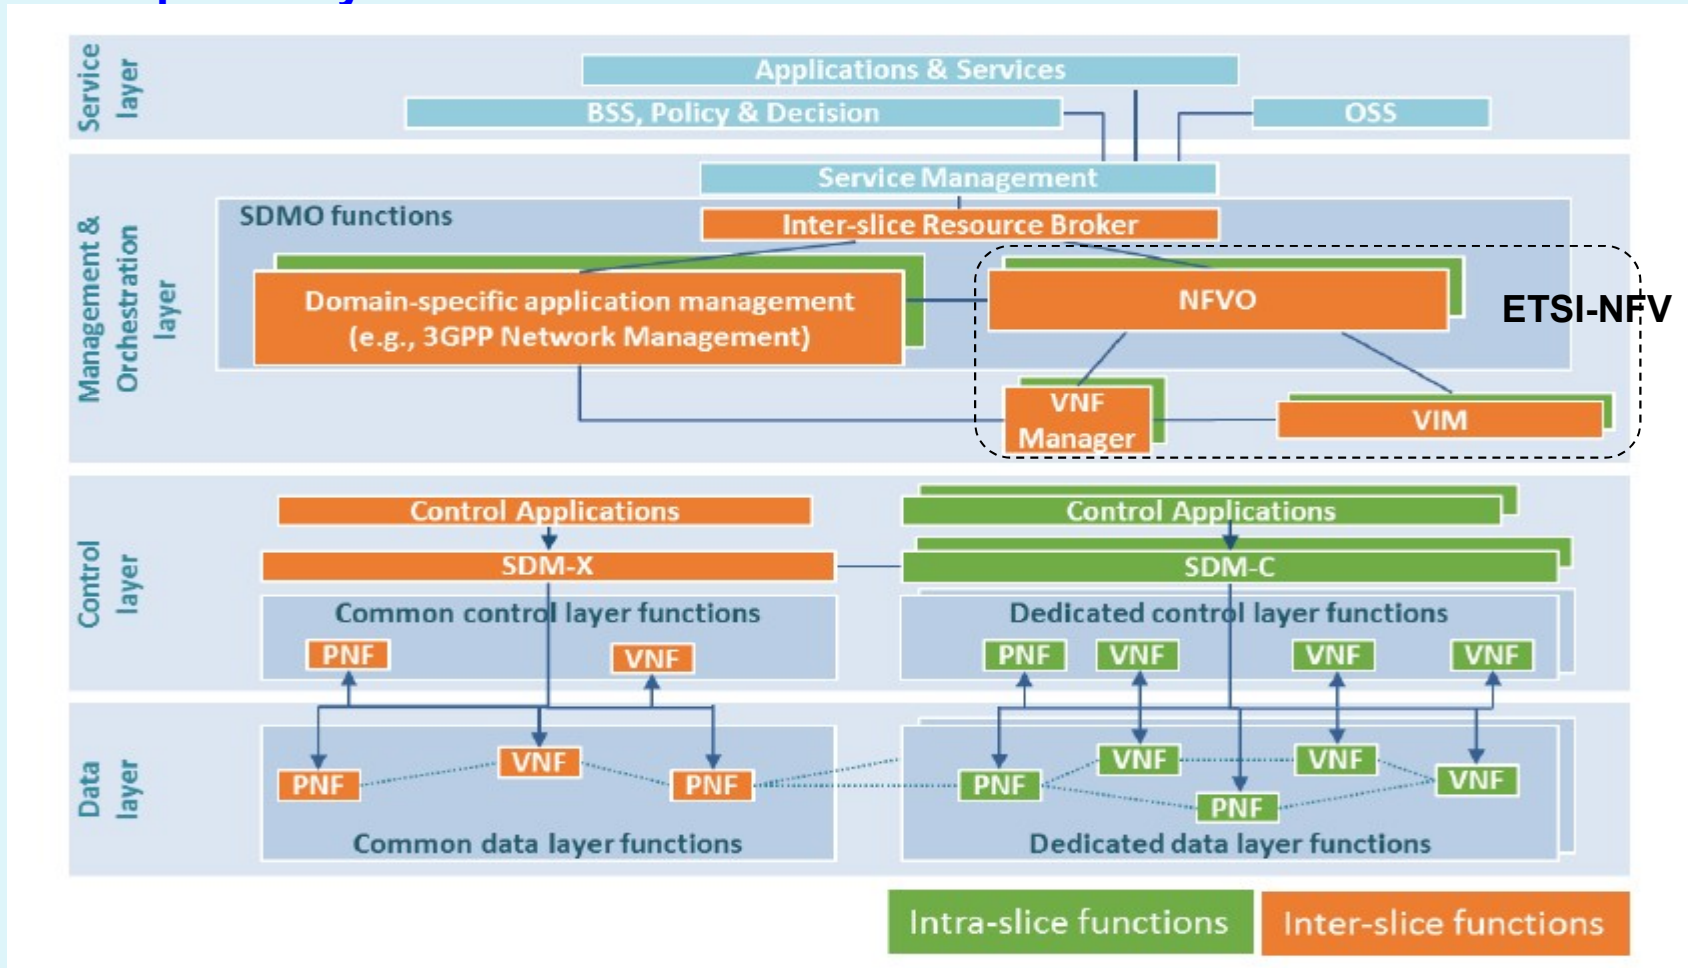 Service
layer
Applications & Services
BSS, Policy & Decision
OSS
Management &
Orchestration
layer
Service Management
SDMO functions
Inter-slice Resource Broker
Domain-specific application management
(e.g., 3GPP Network Management)
NFVO
ETSI-NFV
VNF
Manager
VIM
Control
layer
Control Applications
Control Applications
SDM-X
SDM-C
Common control layer functions
Dedicated control layer functions
PNF
VNF
PNF
VNF
VNF
VNF
Data
layer
PNF
VNF
PNF
PNF
VNF
PNF
VNF
VNF
Common data layer functions
Dedicated data layer functions
Intra-slice functions
Inter-slice functions